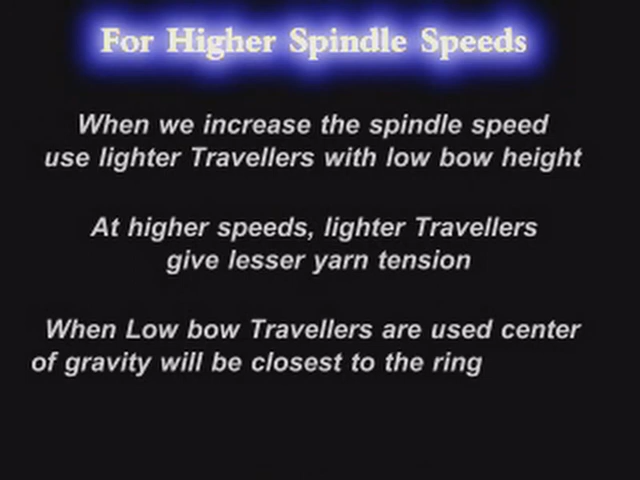 For Higher Spindle Speeds
When we increase the spindle speed
use lighter Travellers with low bow height
At higher speeds, lighter Travellers
give lesser yarn tension
When Low bow Travellers are used center
of gravity will be closest to the ring